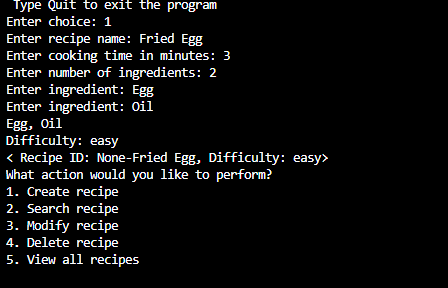 Type Quit to exit the program
Enter choice: 1
Enter recipe name: Fried Egg
Enter cooking time in minutes: 3
Enter number of ingredients: 2
Enter ingredient: Egg
Enter ingredient: Oil
Egg, Oil
Difficulty: easy
< Recipe ID: None-Fried Egg, Difficulty: easy>
What action would you like to perform?
1. Create recipe
2. Search recipe
3. Modify recipe
4. Delete recipe
5. View all recipes